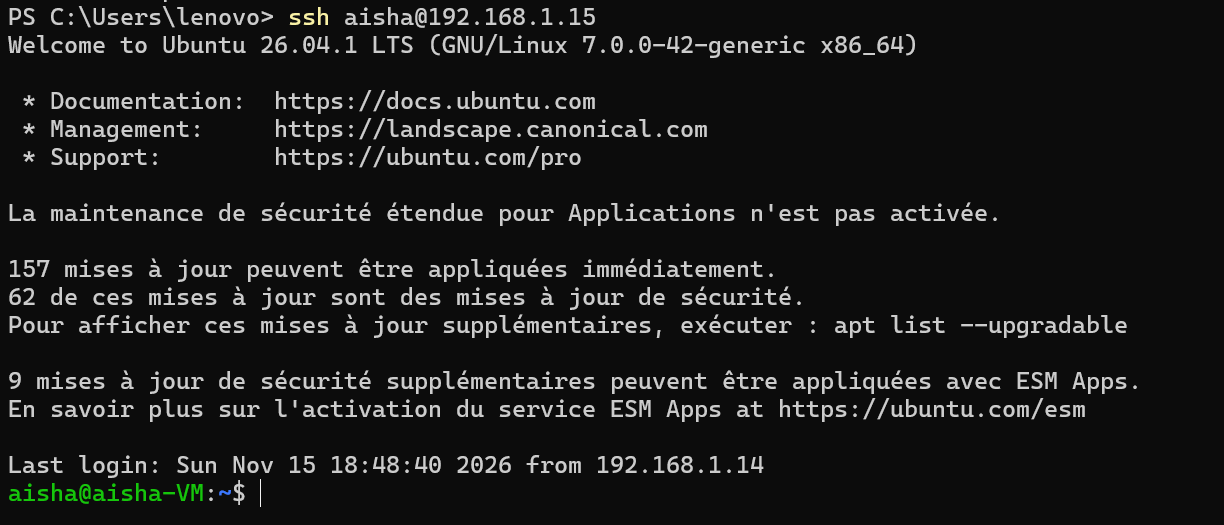 PS C:\Users\lenovo> ssh aisha@192.168.1.15
Welcome to Ubuntu 26.04.1 LTS (GNU/Linux 7.0.0-42-generic x86_64)

 * Documentation:  https://docs.ubuntu.com
 * Management:     https://landscape.canonical.com
 * Support:        https://ubuntu.com/pro

La maintenance de sécurité étendue pour Applications n'est pas activée.

157 mises à jour peuvent être appliquées immédiatement.
62 de ces mises à jour sont des mises à jour de sécurité.
Pour afficher ces mises à jour supplémentaires, exécuter : apt list --upgradable

9 mises à jour de sécurité supplémentaires peuvent être appliquées avec ESM Apps.
En savoir plus sur l'activation du service ESM Apps at https://ubuntu.com/esm

Last login: Sun Nov 15 18:48:40 2026 from 192.168.1.14
aisha@aisha-VM:~$